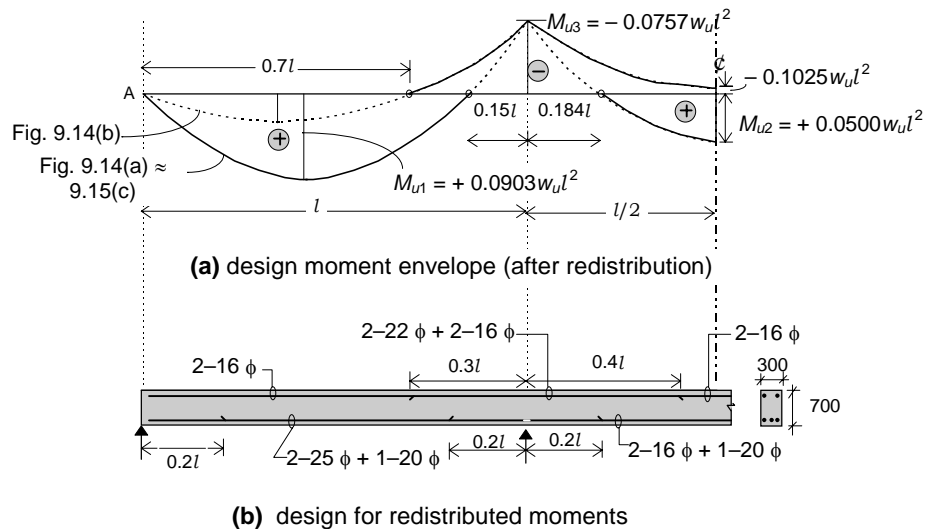 M_u3 = – 0.0757w_u l²
0.7l
¢
– 0.1025w_u l²
A
–
0.15l
0.184l
+
+
Fig. 9.14(b)
M_u2 = + 0.0500w_u l²
Fig. 9.14(a) ≈
9.15(c)
M_u1 = + 0.0903w_u l²
l
l/2
(a) design moment envelope (after redistribution)
2–22 ϕ + 2–16 ϕ
2–16 ϕ
2–16 ϕ
0.3l
0.4l
300
700
0.2l
2–25 ϕ + 1–20 ϕ
0.2l
0.2l
2–16 ϕ + 1–20 ϕ
(b) design for redistributed moments